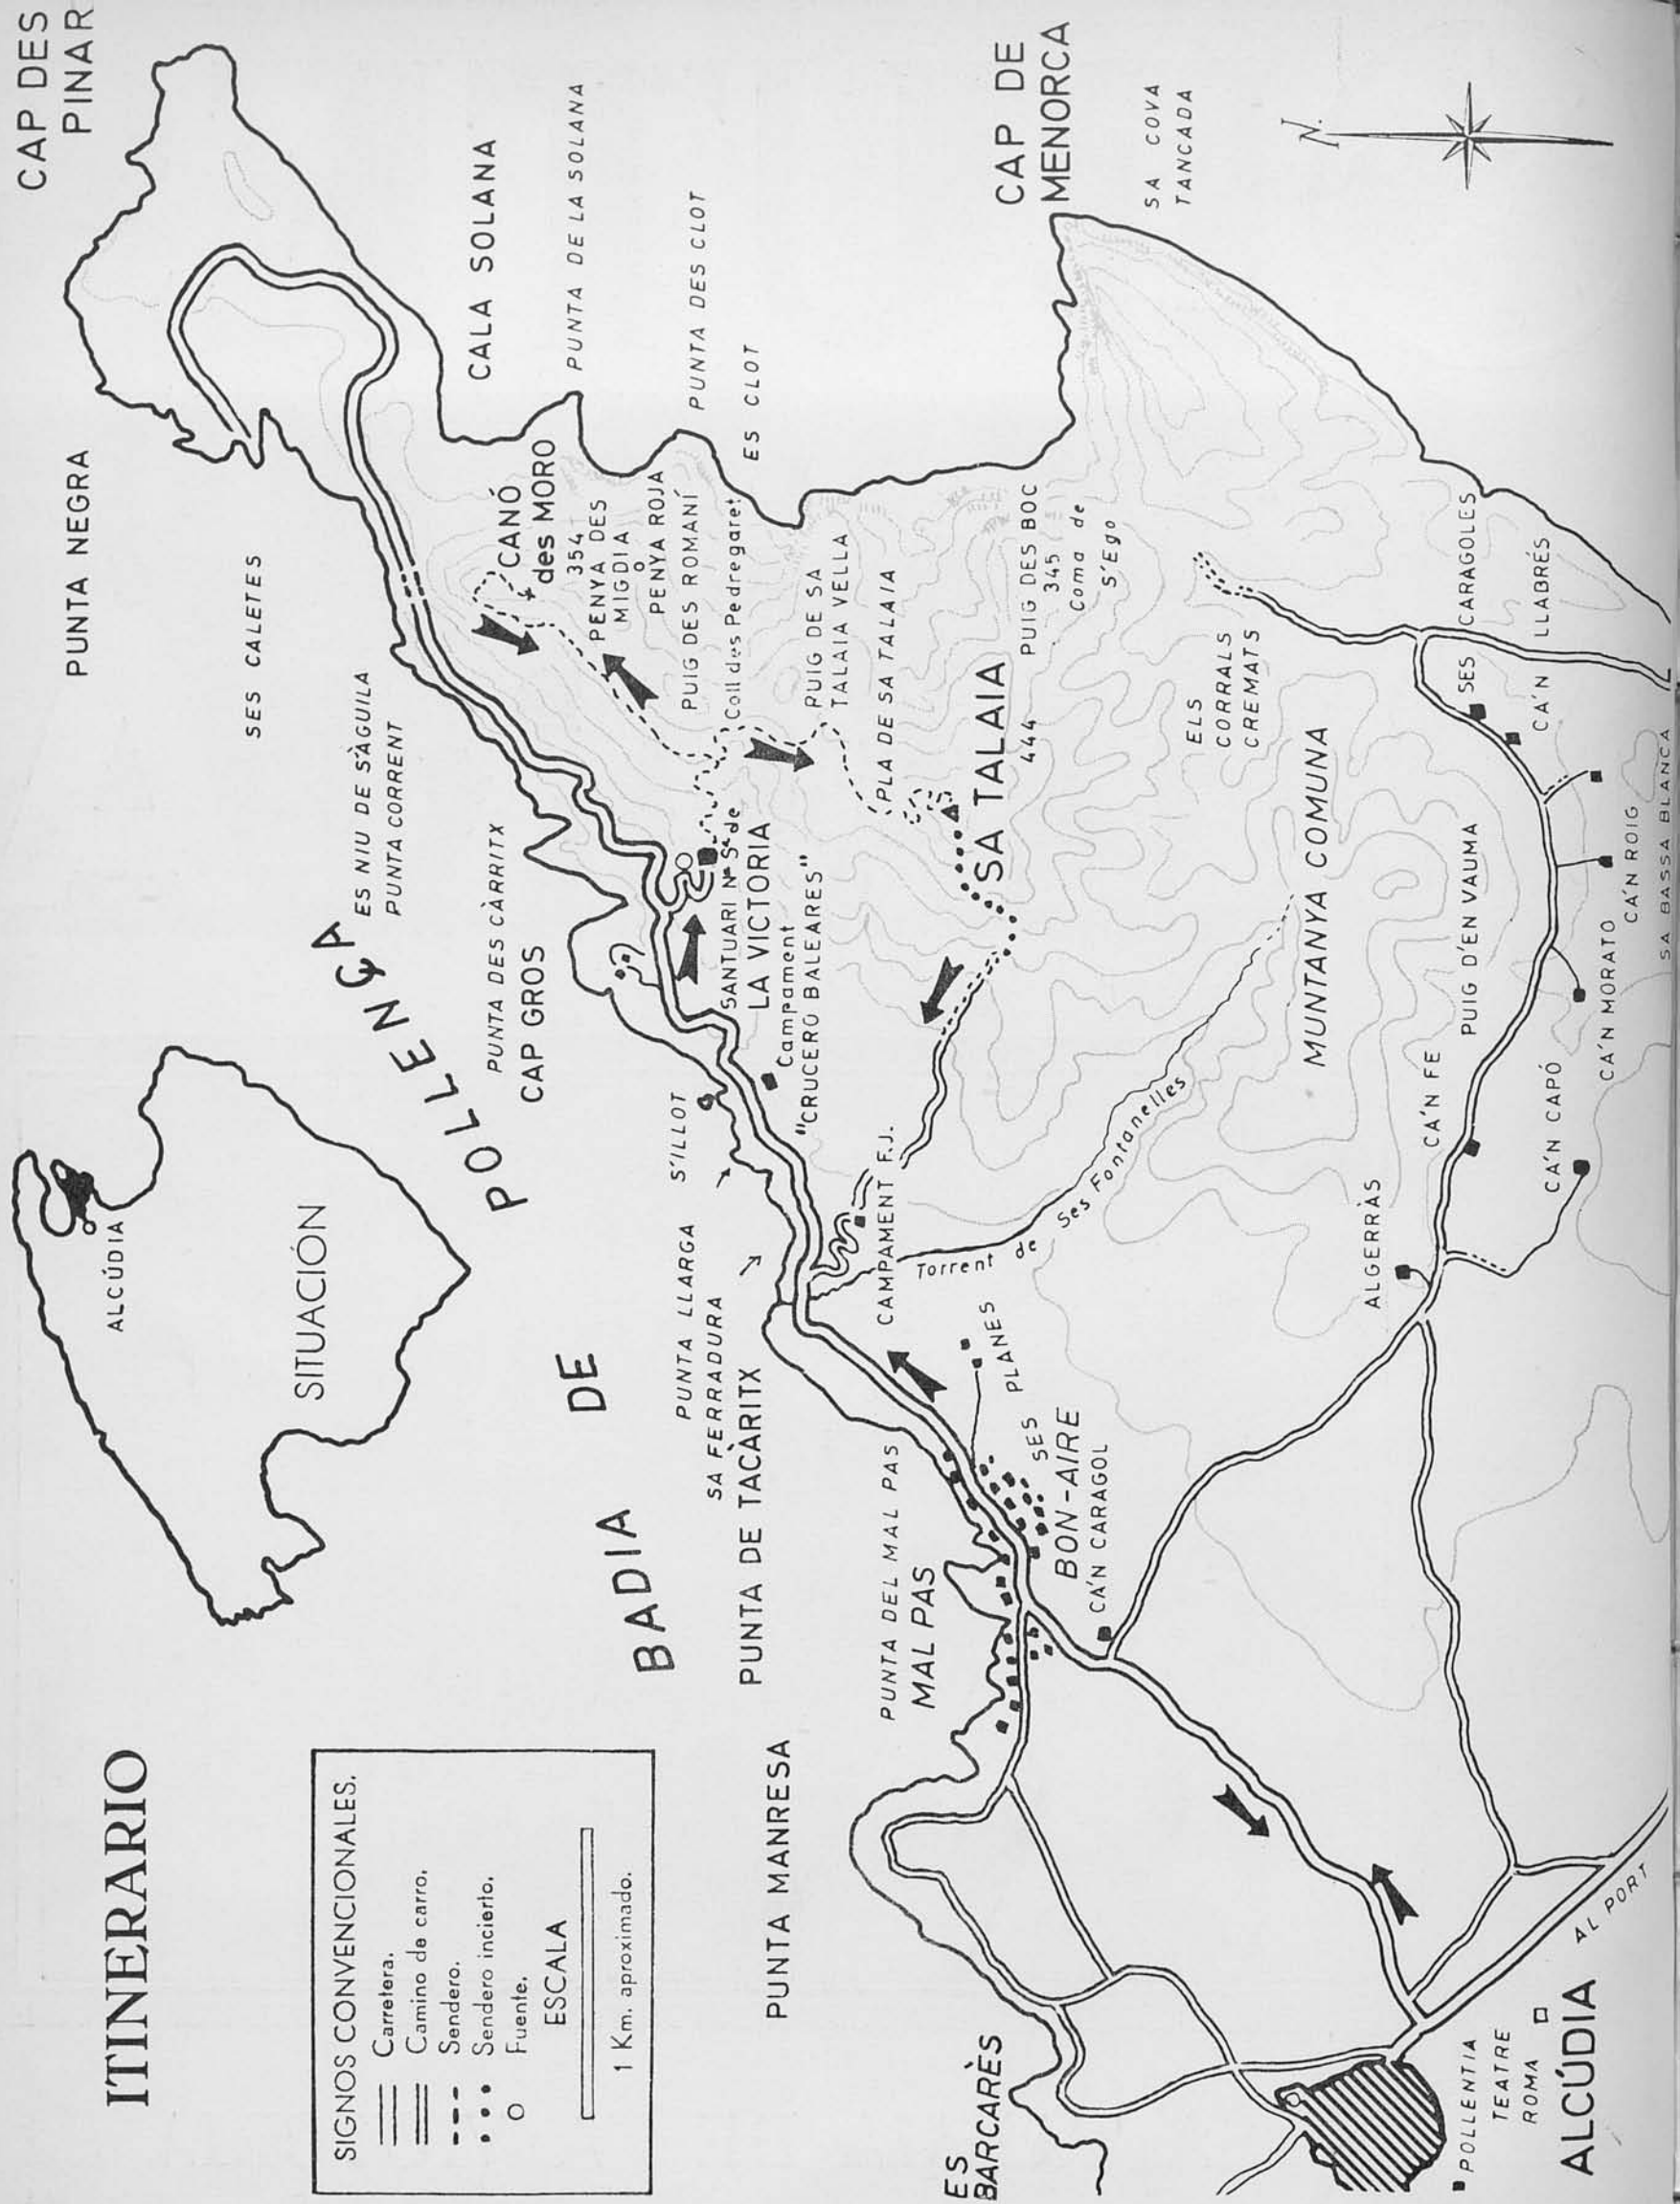 ITINERARIO
SIGNOS CONVENCIONALES.
Carretera.
Camino de carro.
Sendero.
Sendero incierto.
Fuente.
ESCALA
1 Km. aproximado.
ALCÚDIA
SITUACIÓN
BADIA DE POLLENÇA
CAP DES
PINAR
PUNTA NEGRA
SES CALETES
ES NIU DE S'ÀGUILA
PUNTA CORRENT
PUNTA DES CÀRRITX
CAP GROS
S'ILLOT
PUNTA LLARGA
SA FERRADURA
PUNTA DE TACÀRITX
PUNTA DEL MAL PAS
MAL PAS
PUNTA MANRESA
ES
BARCARÈS
CALA SOLANA
PUNTA DE LA SOLANA
PUNTA DES CLOT
ES CLOT
CANÓ
des MORO
354
PENYA DES
MIGDIA
O
PENYA ROJA
PUIG DES ROMANÍ
Coll des Pedregaret
PUIG DE SA
TALAIA VELLA
PLA DE SA TALAIA
SA TALAIA
444
PUIG DES BOC
345
Coma de
S'Ego
CAP DE
MENORCA
SA COVA
TANCADA
N.
SANTUARI Nª Sª de
LA VICTORIA
Campament
"CRUCERO BALEARES"
CAMPAMENT F.J.
Torrent de Ses Fontanelles
SES PLANES
BON-AIRE
CA'N CARAGOL
ELS
CORRALS
CREMATS
MUNTANYA COMUNA
PUIG D'EN VAUMA
SES CARAGOLES
CA'N LLABRÉS
CA'N ROIG
SA BASSA BLANCA
CA'N MORATO
CA'N FE
CA'N CAPÓ
ALGERRÀS
AL PORT
POLLENTIA
TEATRE
ROMA
ALCÚDIA